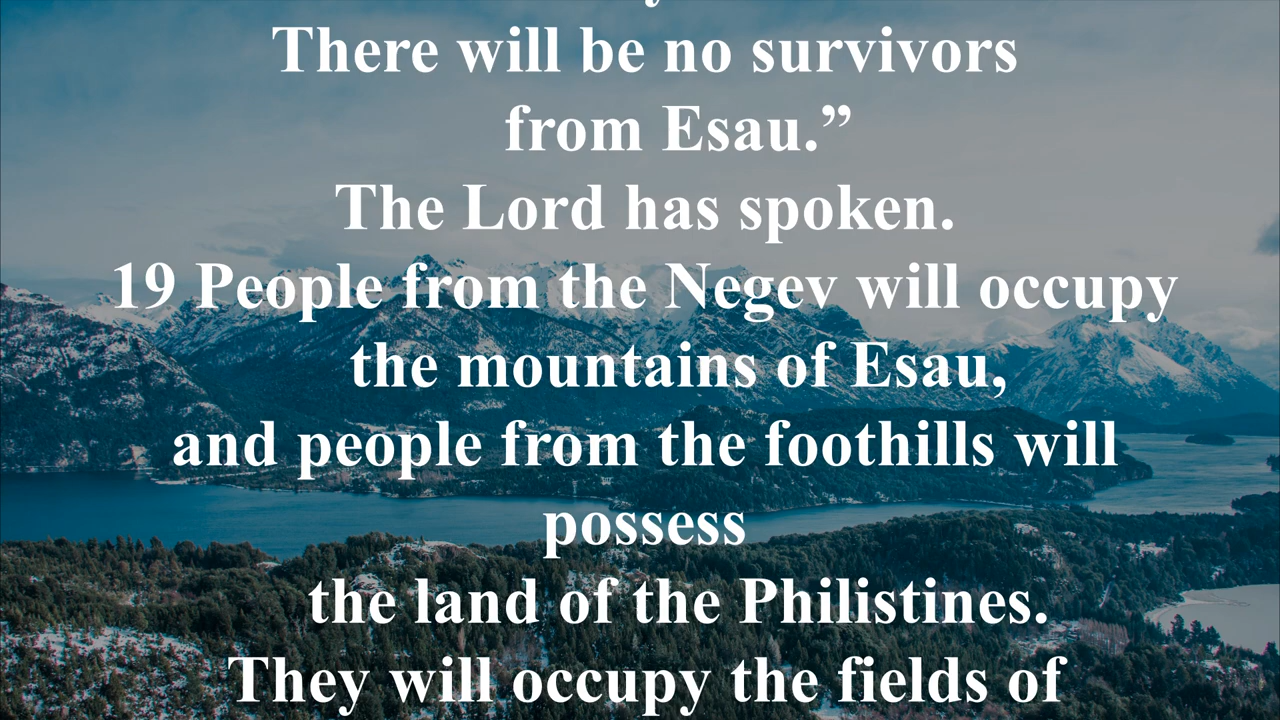 There will be no survivors
from Esau.”
The Lord has spoken.
19 People from the Negev will occupy
the mountains of Esau,
and people from the foothills will
possess
the land of the Philistines.
They will occupy the fields of